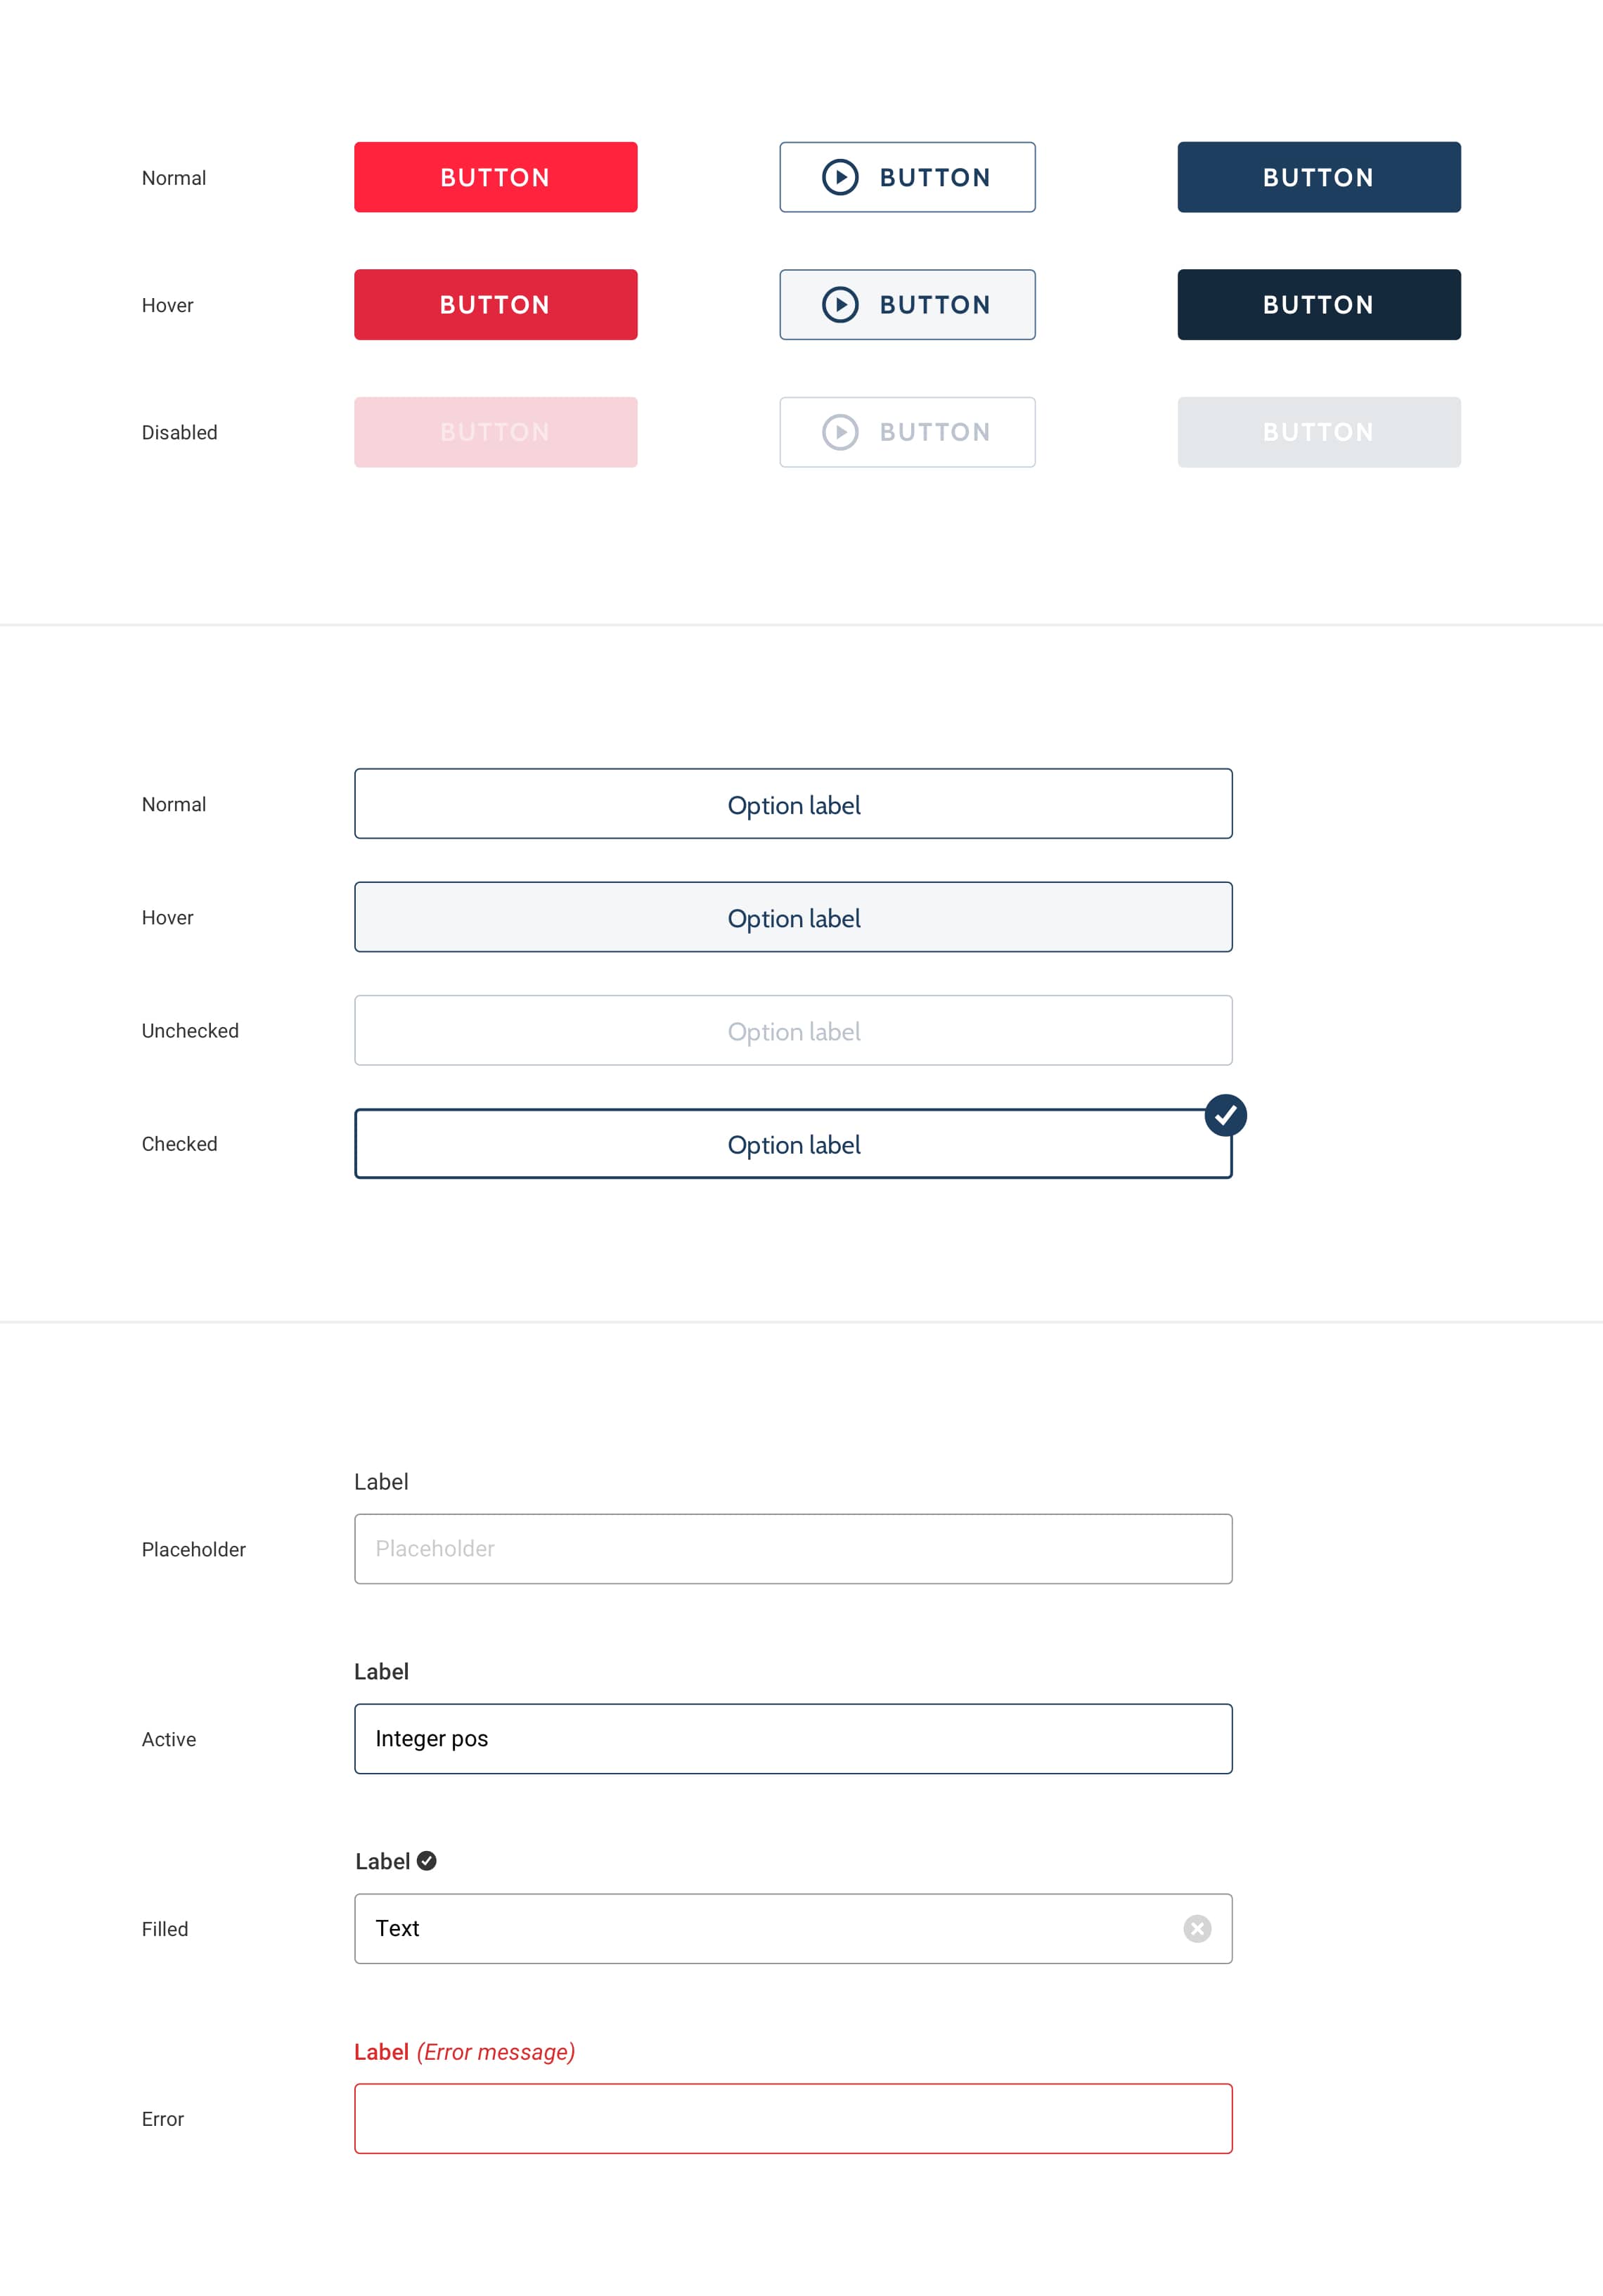 Normal BUTTON BUTTON BUTTON
Hover BUTTON BUTTON BUTTON
Disabled BUTTON BUTTON BUTTON
Normal Option label
Hover Option label
Unchecked Option label
Checked Option label
Label
Placeholder Placeholder
Label
Active Integer pos
Label
Filled Text
Label (Error message)
Error